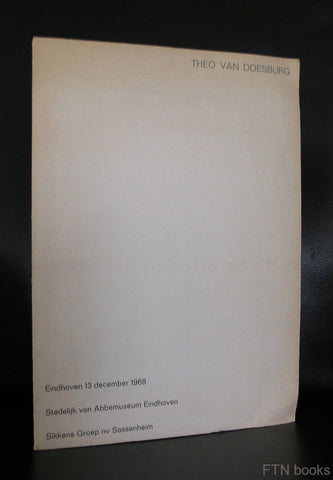 THEO VAN DOESBURG
Eindhoven 13 december 1968
Stedelijk van Abbemuseum Eindhoven
Sikkens Groep nv Sassenheim
FTN books